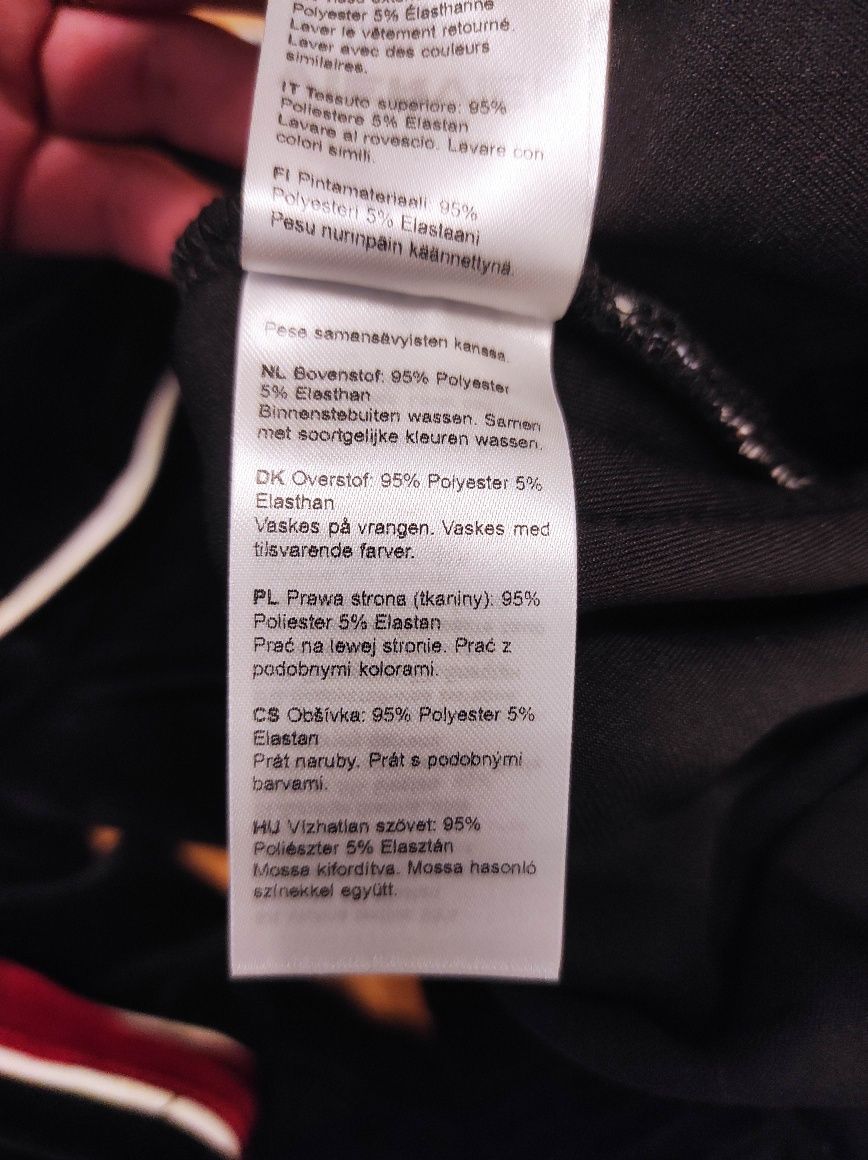 Polyester 5% Élasthanne
Laver le vêtement retourné.
Laver avec des couleurs
similaires.
IT Tessuto superiore: 95%
Poliestere 5% Elastan
Lavare al rovescio. Lavare con
colori simili.
FI Pintamateriaali 95%
Polyesteri 5% Elastaani
Pesu nurinpäin käännettynä.
Pese samansävyisten kanssa.
NL Bovenstof: 95% Polyester
5% Elasthan
Binnenstebuiten wassen. Samen
met soortgelijke kleuren wassen.
DK Overstof: 95% Polyester 5%
Elasthan
Vaskes på vrangen. Vaskes med
tilsvarende farver.
PL Prawa strona (tkaniny): 95%
Poliester 5% Elastan
Prać na lewej stronie. Prać z
podobnymi kolorami.
CS Obšívka: 95% Polyester 5%
Elastan
Prát naruby. Prát s podobnými
barvami.
HU Vízhatlan szövet: 95%
Poliészter 5% Elasztán
Mossa kifordítva. Mossa hasonló
színekkel együtt.